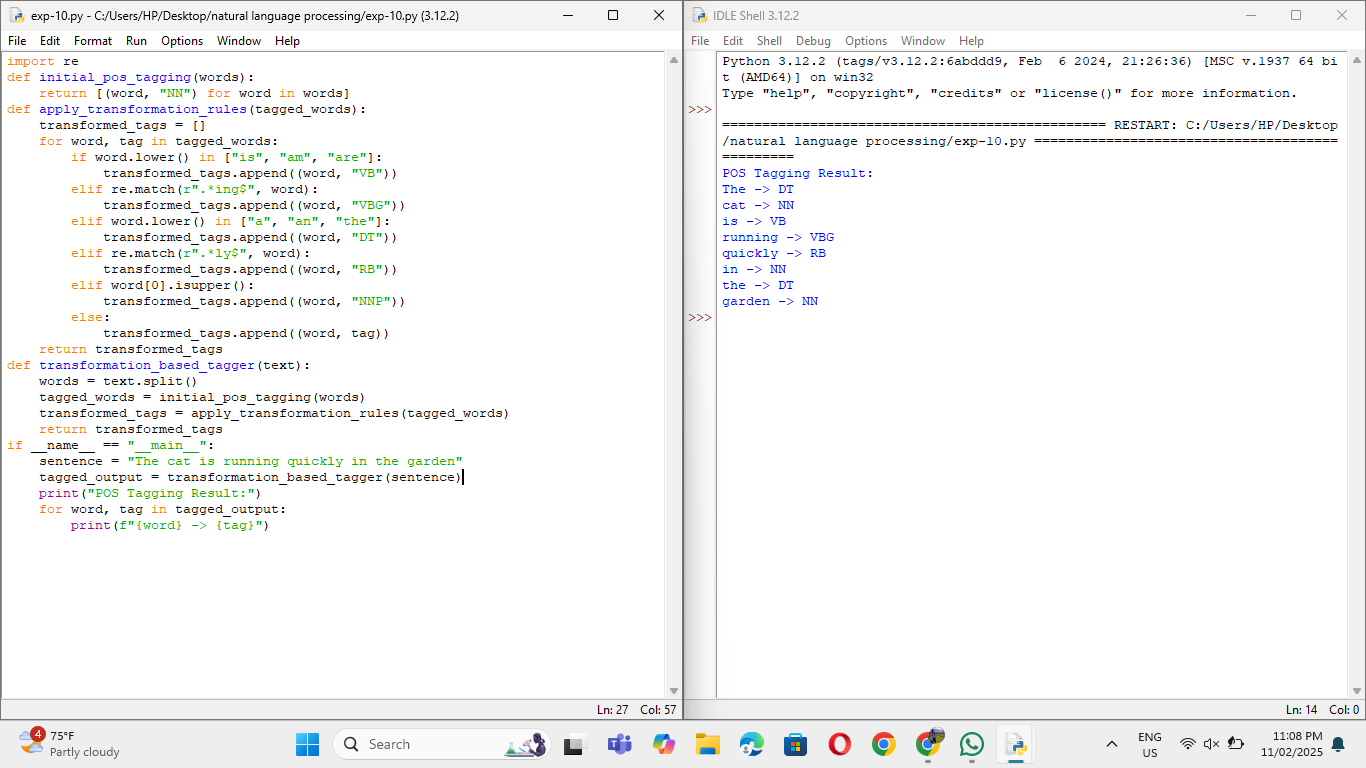 exp-10.py - C:/Users/HP/Desktop/natural language processing/exp-10.py (3.12.2)
File Edit Format Run Options Window Help
import re
def initial_pos_tagging(words):
    return [(word, "NN") for word in words]
def apply_transformation_rules(tagged_words):
    transformed_tags = []
    for word, tag in tagged_words:
        if word.lower() in ["is", "am", "are"]:
            transformed_tags.append((word, "VB"))
        elif re.match(r".*ing$", word):
            transformed_tags.append((word, "VBG"))
        elif word.lower() in ["a", "an", "the"]:
            transformed_tags.append((word, "DT"))
        elif re.match(r".*ly$", word):
            transformed_tags.append((word, "RB"))
        elif word[0].isupper():
            transformed_tags.append((word, "NNP"))
        else:
            transformed_tags.append((word, tag))
    return transformed_tags
def transformation_based_tagger(text):
    words = text.split()
    tagged_words = initial_pos_tagging(words)
    transformed_tags = apply_transformation_rules(tagged_words)
    return transformed_tags
if __name__ == "__main__":
    sentence = "The cat is running quickly in the garden"
    tagged_output = transformation_based_tagger(sentence)
    print("POS Tagging Result:")
    for word, tag in tagged_output:
        print(f"{word} -> {tag}")
Ln: 27 Col: 57
IDLE Shell 3.12.2
File Edit Shell Debug Options Window Help
Python 3.12.2 (tags/v3.12.2:6abddd9, Feb  6 2024, 21:26:36) [MSC v.1937 64 bi
t (AMD64)] on win32
Type "help", "copyright", "credits" or "license()" for more information.
>>>
================================================ RESTART: C:/Users/HP/Desktop
/natural language processing/exp-10.py ======================================
=========
POS Tagging Result:
The -> DT
cat -> NN
is -> VB
running -> VBG
quickly -> RB
in -> NN
the -> DT
garden -> NN
>>>
Ln: 14 Col: 0
4
75°F
Partly cloudy
Search
ENG
US
11:08 PM
11/02/2025